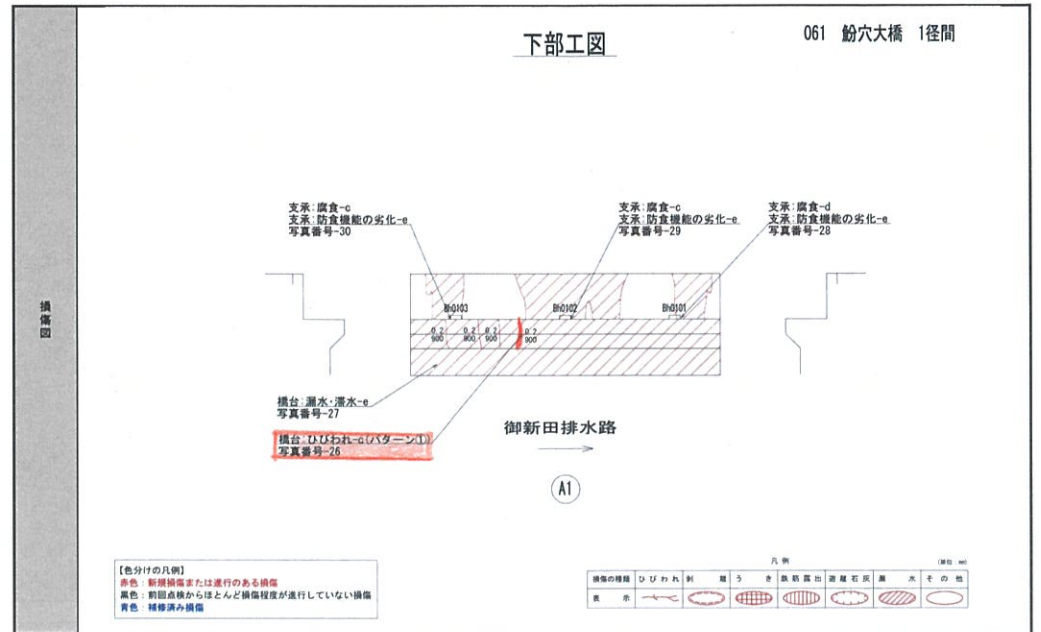 下部工図
061 鮒穴大橋 1径間
損傷図
支承:腐食-c
支承:防食機能の劣化-e
写真番号-30
支承:腐食-c
支承:防食機能の劣化-e
写真番号-29
支承:腐食-d
支承:防食機能の劣化-e
写真番号-28
Bh0103
Bh0102
Bh0101
0.2
900
0.2
900
0.2
900
0.2
900
橋台:漏水・滞水-e
写真番号-27
橋台:ひびわれ-c(パターン①)
写真番号-26
御新田排水路
A1
【色分けの凡例】
赤色:新規損傷または進行のある損傷
黒色:前回点検からほとんど損傷程度が進行していない損傷
青色:補修済み損傷
凡例
(単位:mm)
損傷の種類 ひびわれ 剥離 うき 鉄筋露出 遊離石灰 漏水 その他
表示